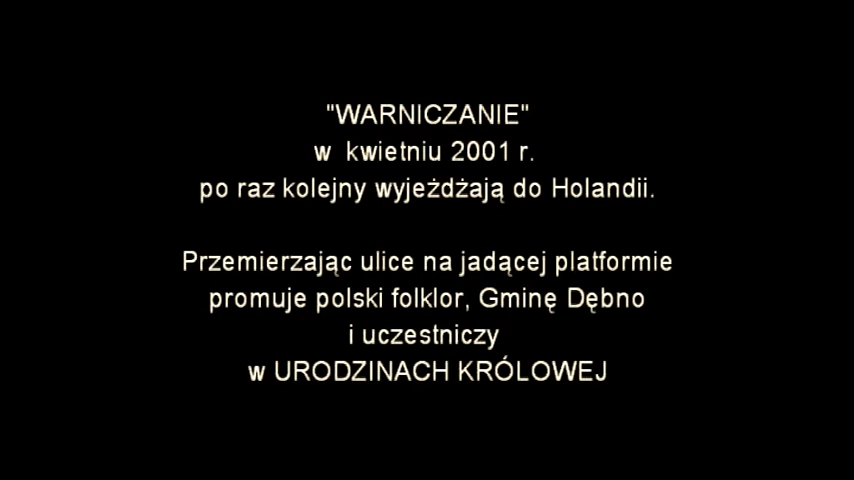 "WARNICZANIE"
w kwietniu 2001 r.
po raz kolejny wyjeżdżają do Holandii.
Przemierzając ulice na jadącej platformie
promuje polski folklor, Gminę Dębno
i uczestniczy
w URODZINACH KRÓLOWEJ